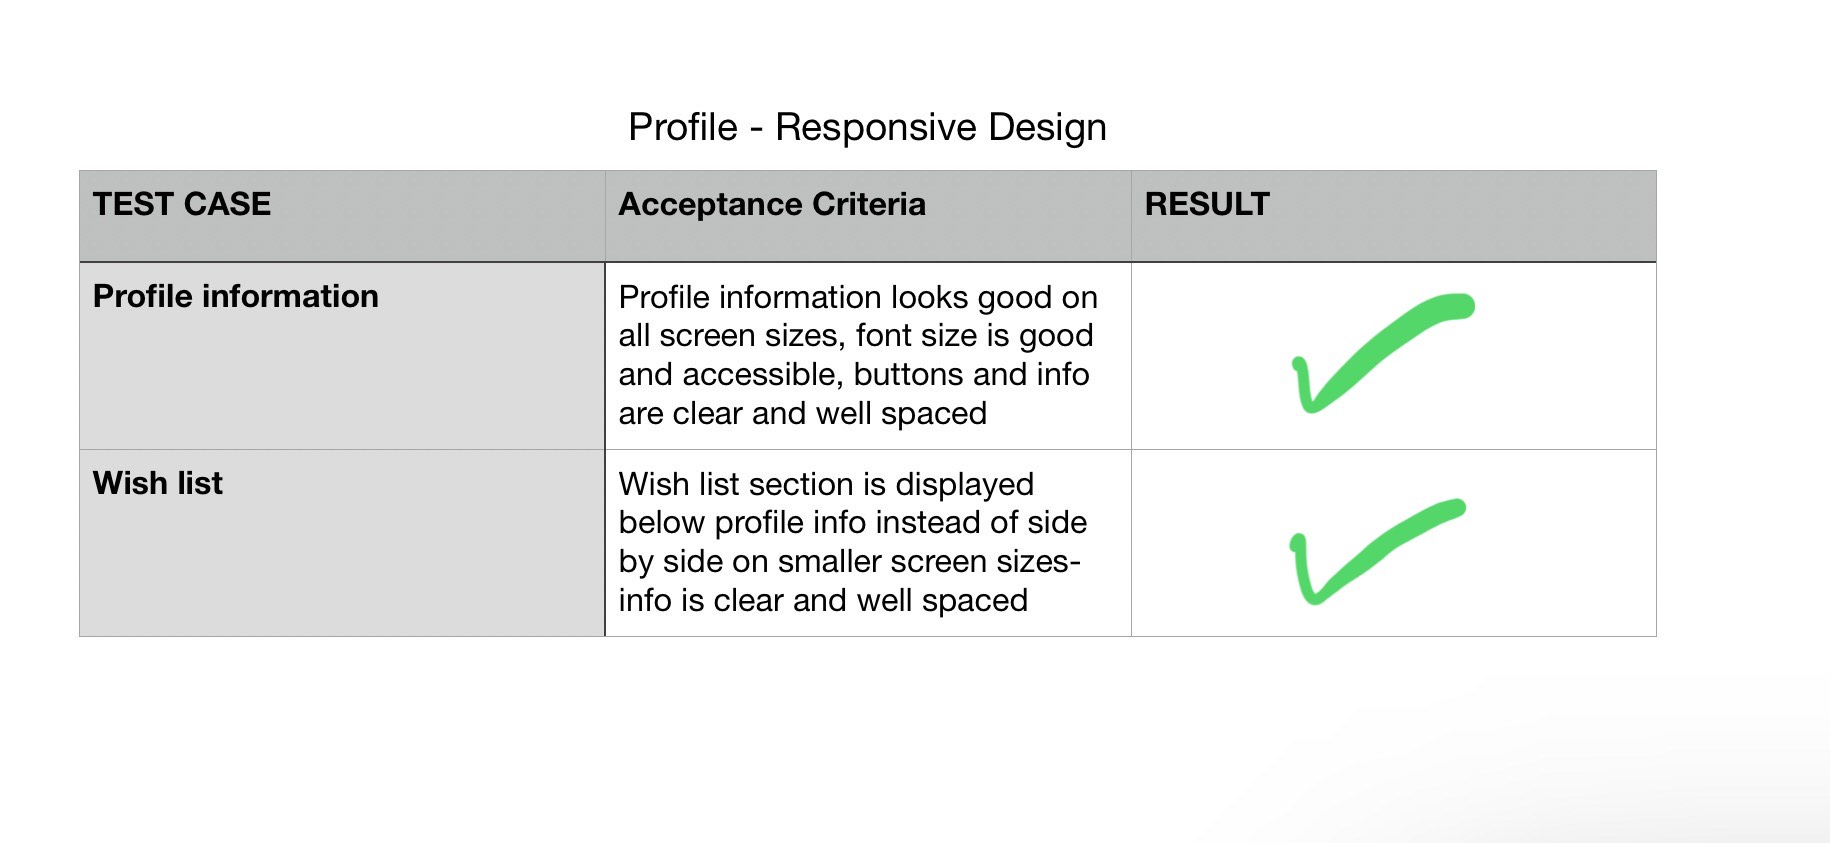 Profile - Responsive Design
TEST CASE
Acceptance Criteria
RESULT
Profile information
Profile information looks good on
all screen sizes, font size is good
and accessible, buttons and info
are clear and well spaced
Wish list
Wish list section is displayed
below profile info instead of side
by side on smaller screen sizes-
info is clear and well spaced